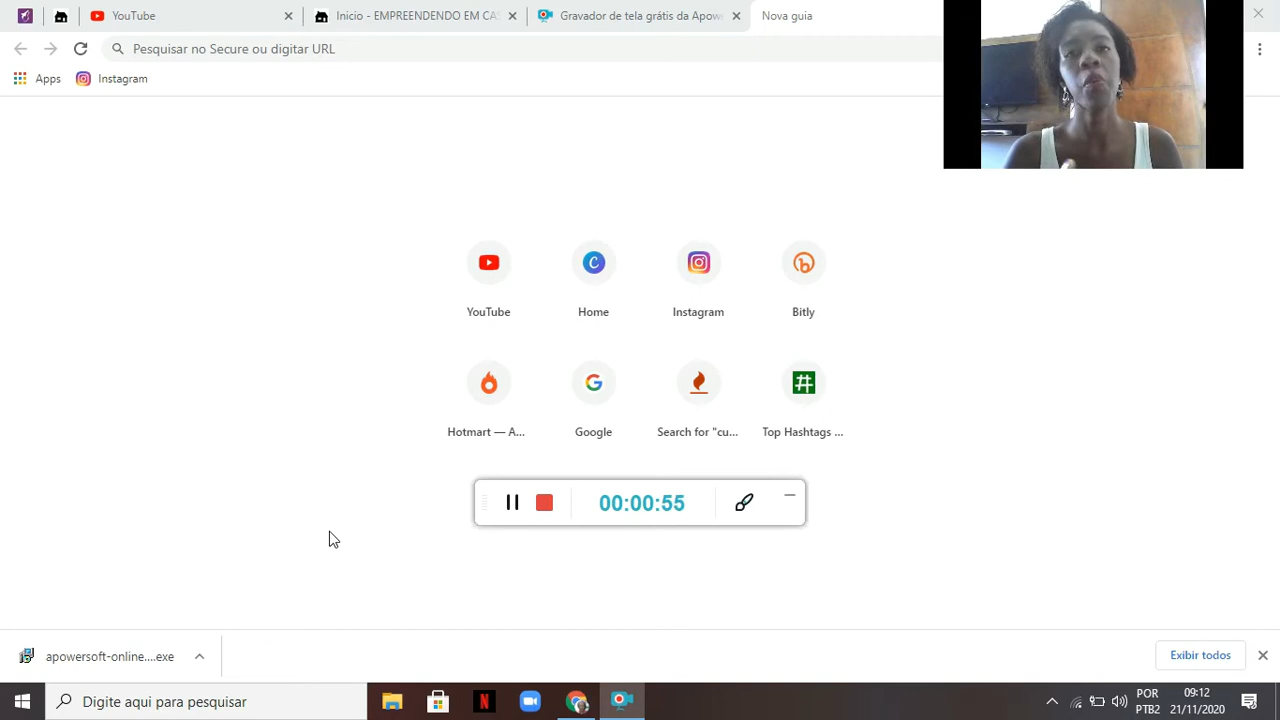 YouTube
Inicio - EMPREENDENDO EM CA
Gravador de tela grátis da Apowe
Nova guia
Pesquisar no Secure ou digitar URL
Apps
Instagram
YouTube
Home
Instagram
Bitly
Hotmart — A...
Google
Search for "cu...
Top Hashtags ...
00:00:55
apowersoft-online....exe
Exibir todos
Digite aqui para pesquisar
POR
09:12
PTB2
21/11/2020